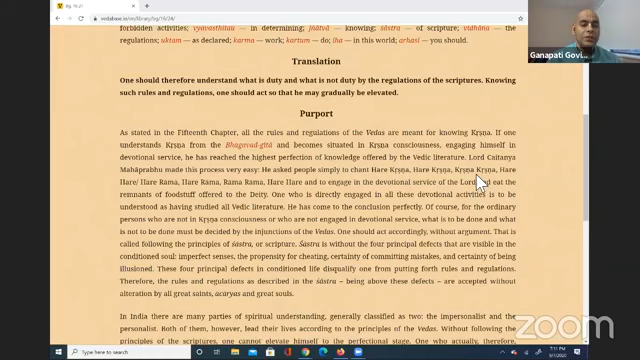 Bg. 16.24
vedabase.io/en/library/bg/16/24/
forbidden activities; vyavasthitau — in determining; jñātvā — knowing; śāstra — of scripture; vidhāna — the
regulations; uktam — as declared; karma — work; kartum — do; iha — in this world; arhasi — you should.
Translation
One should therefore understand what is duty and what is not duty by the regulations of the scriptures. Knowing
such rules and regulations, one should act so that he may gradually be elevated.
Purport
As stated in the Fifteenth Chapter, all the rules and regulations of the Vedas are meant for knowing Kṛṣṇa. If one
understands Kṛṣṇa from the Bhagavad-gītā and becomes situated in Kṛṣṇa consciousness, engaging himself in
devotional service, he has reached the highest perfection of knowledge offered by the Vedic literature. Lord Caitanya
Mahāprabhu made this process very easy: He asked people simply to chant Hare Kṛṣṇa, Hare Kṛṣṇa, Kṛṣṇa Kṛṣṇa, Hare
Hare/ Hare Rāma, Hare Rāma, Rāma Rāma, Hare Hare and to engage in the devotional service of the Lord and eat the
remnants of foodstuff offered to the Deity. One who is directly engaged in all these devotional activities is to be
understood as having studied all Vedic literature. He has come to the conclusion perfectly. Of course, for the ordinary
persons who are not in Kṛṣṇa consciousness or who are not engaged in devotional service, what is to be done and what
is not to be done must be decided by the injunctions of the Vedas. One should act accordingly, without argument. That is
called following the principles of śāstra, or scripture. Śāstra is without the four principal defects that are visible in the
conditioned soul: imperfect senses, the propensity for cheating, certainty of committing mistakes, and certainty of being
illusioned. These four principal defects in conditioned life disqualify one from putting forth rules and regulations.
Therefore, the rules and regulations as described in the śāstra – being above these defects – are accepted without
alteration by all great saints, ācāryas and great souls.
In India there are many parties of spiritual understanding, generally classified as two: the impersonalist and the
personalist. Both of them, however, lead their lives according to the principles of the Vedas. Without following the
principles of the scriptures, one cannot elevate himself to the perfectional stage. One who actually, therefore,
Ganapati Govi
zoom
Type here to search
7:11 PM
9/1/2020